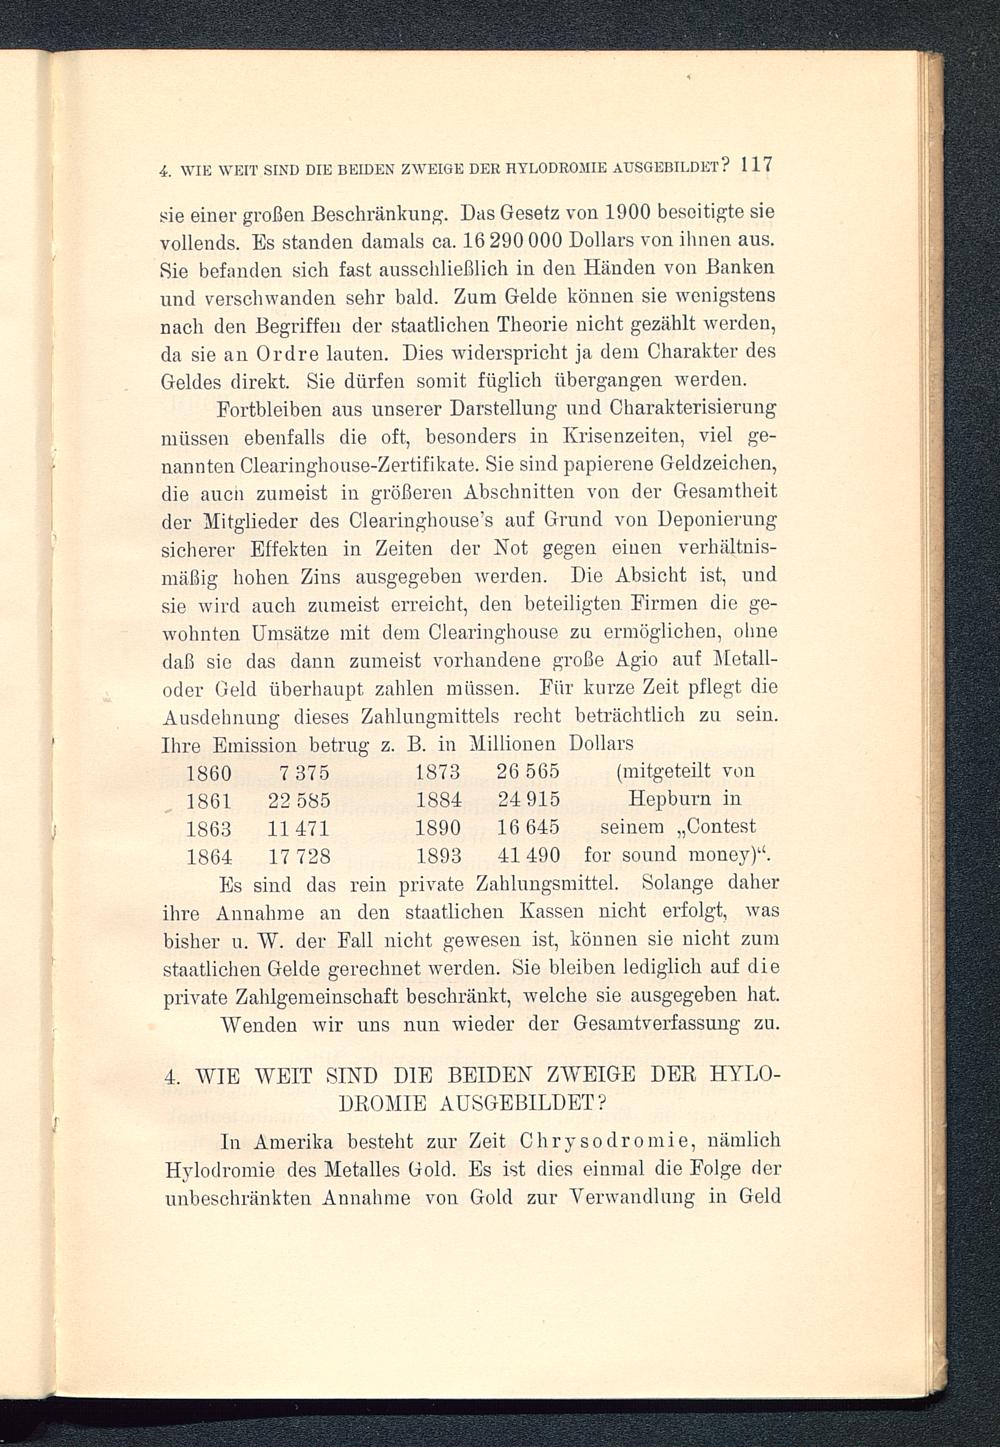 4. WIE WEIT SIND DIE BEIDEN ZWEIGE DER HYLODROMIE AUSGEBILDET? 117
sie einer großen Beschränkung. Das Gesetz von 1900 beseitigte sie
vollends. Es standen damals ca. 16 290 000 Dollars von ihnen aus.
Sie befanden sich fast ausschließlich in den Händen von Banken
und verschwanden sehr bald. Zum Gelde können sie wenigstens
nach den Begriffen der staatlichen Theorie nicht gezählt werden,
da sie an Ordre lauten. Dies widerspricht ja dem Charakter des
Geldes direkt. Sie dürfen somit füglich übergangen werden.
Fortbleiben aus unserer Darstellung und Charakterisierung
müssen ebenfalls die oft, besonders in Krisenzeiten, viel ge-
nannten Clearinghouse-Zertifikate. Sie sind papierene Geldzeichen,
die auch zumeist in größeren Abschnitten von der Gesamtheit
der Mitglieder des Clearinghouse's auf Grund von Deponierung
sicherer Effekten in Zeiten der Not gegen einen verhältnis-
mäßig hohen Zins ausgegeben werden. Die Absicht ist, und
sie wird auch zumeist erreicht, den beteiligten Firmen die ge-
wohnten Umsätze mit dem Clearinghouse zu ermöglichen, ohne
daß sie das dann zumeist vorhandene große Agio auf Metall-
oder Geld überhaupt zahlen müssen. Für kurze Zeit pflegt die
Ausdehnung dieses Zahlungmittels recht beträchtlich zu sein.
Ihre Emission betrug z. B. in Millionen Dollars
1860 7 375 1873 26 565 (mitgeteilt von
1861 22 585 1884 24 915 Hepburn in
1863 11 471 1890 16 645 seinem „Contest
1864 17 728 1893 41 490 for sound money)“.
Es sind das rein private Zahlungsmittel. Solange daher
ihre Annahme an den staatlichen Kassen nicht erfolgt, was
bisher u. W. der Fall nicht gewesen ist, können sie nicht zum
staatlichen Gelde gerechnet werden. Sie bleiben lediglich auf die
private Zahlgemeinschaft beschränkt, welche sie ausgegeben hat.
Wenden wir uns nun wieder der Gesamtverfassung zu.
4. WIE WEIT SIND DIE BEIDEN ZWEIGE DER HYLO-
DROMIE AUSGEBILDET?
In Amerika besteht zur Zeit Chrysodromie, nämlich
Hylodromie des Metalles Gold. Es ist dies einmal die Folge der
unbeschränkten Annahme von Gold zur Verwandlung in Geld